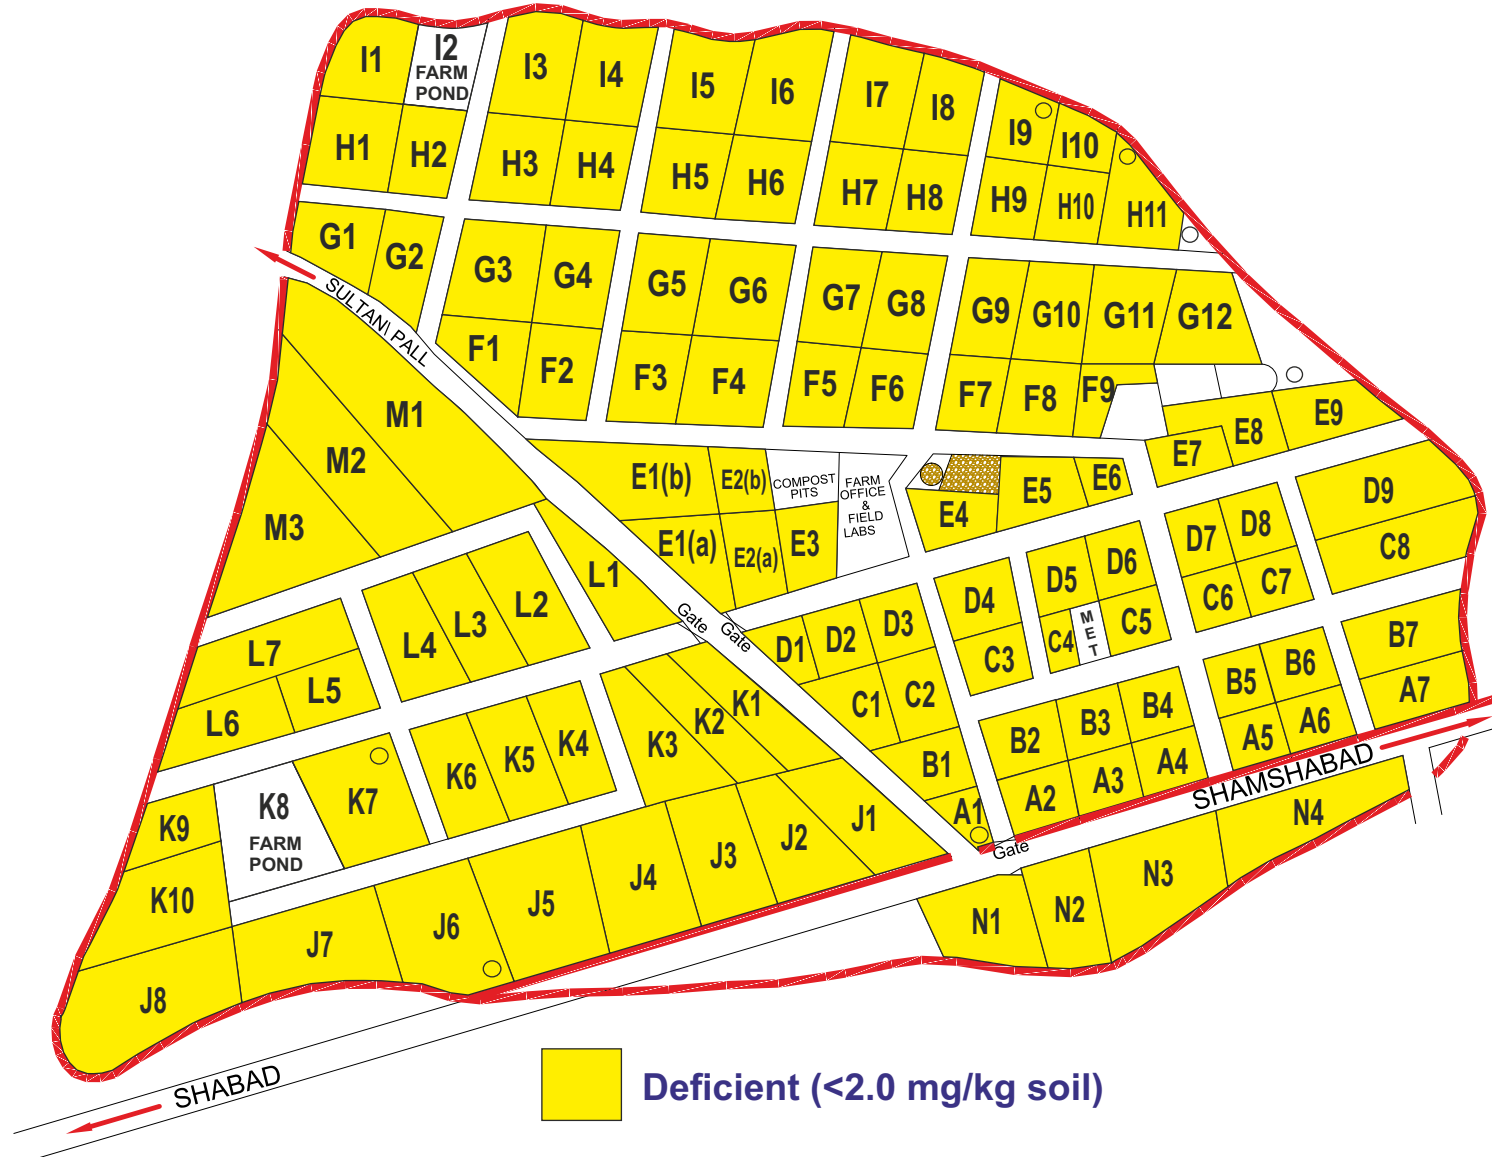 I1
I2
FARM
POND
I3
I4
I5
I6
I7
I8
I9
I10
H1
H2
H3
H4
H5
H6
H7
H8
H9
H10
H11
G1
G2
G3
G4
G5
G6
G7
G8
G9
G10
G11
G12
SULTAN\ PALL
F1
F2
F3
F4
F5
F6
F7
F8
F9
M1
M2
M3
E1(b)
E2(b)
COMPOST
PITS
FARM
OFFICE
&
FIELD
LABS
E1(a)
E2(a)
E3
E4
E5
E6
E7
E8
E9
L1
L2
L3
L4
L5
L6
L7
Gate
Gate
D1
D2
D3
D4
D5
D6
D7
D8
D9
C1
C2
C3
C4
M
E
T
C5
C6
C7
C8
K1
K2
K3
K4
K5
K6
K7
K8
FARM
POND
K9
K10
B1
B2
B3
B4
B5
B6
B7
A1
A2
A3
A4
A5
A6
A7
SHAMSHABAD
Gate
J1
J2
J3
J4
J5
J6
J7
J8
N1
N2
N3
N4
SHABAD
Deficient (<2.0 mg/kg soil)